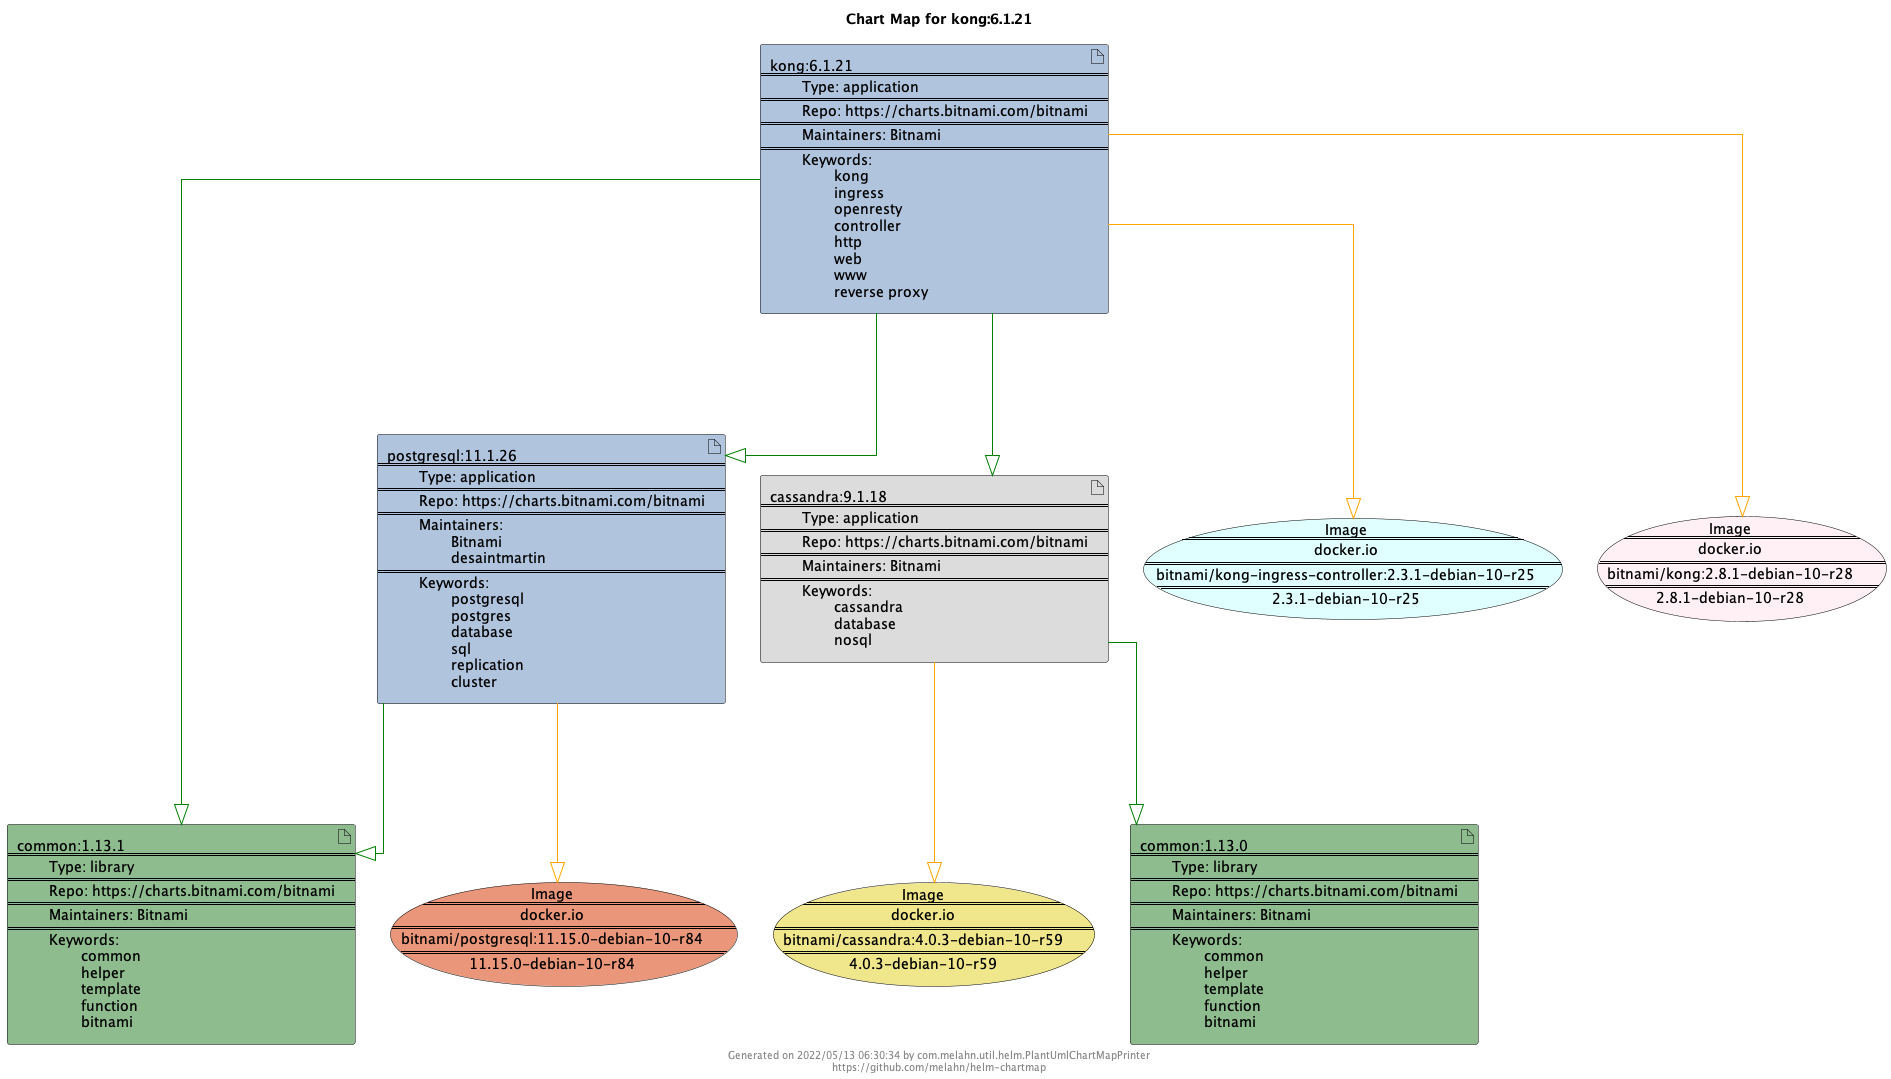 Chart Map for kong:6.1.21
kong:6.1.21
Type: application
Repo: https://charts.bitnami.com/bitnami
Maintainers: Bitnami
Keywords:
kong
ingress
openresty
controller
http
web
www
reverse proxy
postgresql:11.1.26
Type: application
Repo: https://charts.bitnami.com/bitnami
Maintainers:
Bitnami
desaintmartin
Keywords:
postgresql
postgres
database
sql
replication
cluster
cassandra:9.1.18
Type: application
Repo: https://charts.bitnami.com/bitnami
Maintainers: Bitnami
Keywords:
cassandra
database
nosql
Image
docker.io
bitnami/kong-ingress-controller:2.3.1-debian-10-r25
2.3.1-debian-10-r25
Image
docker.io
bitnami/kong:2.8.1-debian-10-r28
2.8.1-debian-10-r28
common:1.13.1
Type: library
Repo: https://charts.bitnami.com/bitnami
Maintainers: Bitnami
Keywords:
common
helper
template
function
bitnami
Image
docker.io
bitnami/postgresql:11.15.0-debian-10-r84
11.15.0-debian-10-r84
Image
docker.io
bitnami/cassandra:4.0.3-debian-10-r59
4.0.3-debian-10-r59
common:1.13.0
Type: library
Repo: https://charts.bitnami.com/bitnami
Maintainers: Bitnami
Keywords:
common
helper
template
function
bitnami
Generated on 2022/05/13 06:30:34 by com.melahn.util.helm.PlantUmlChartMapPrinter
https://github.com/melahn/helm-chartmap